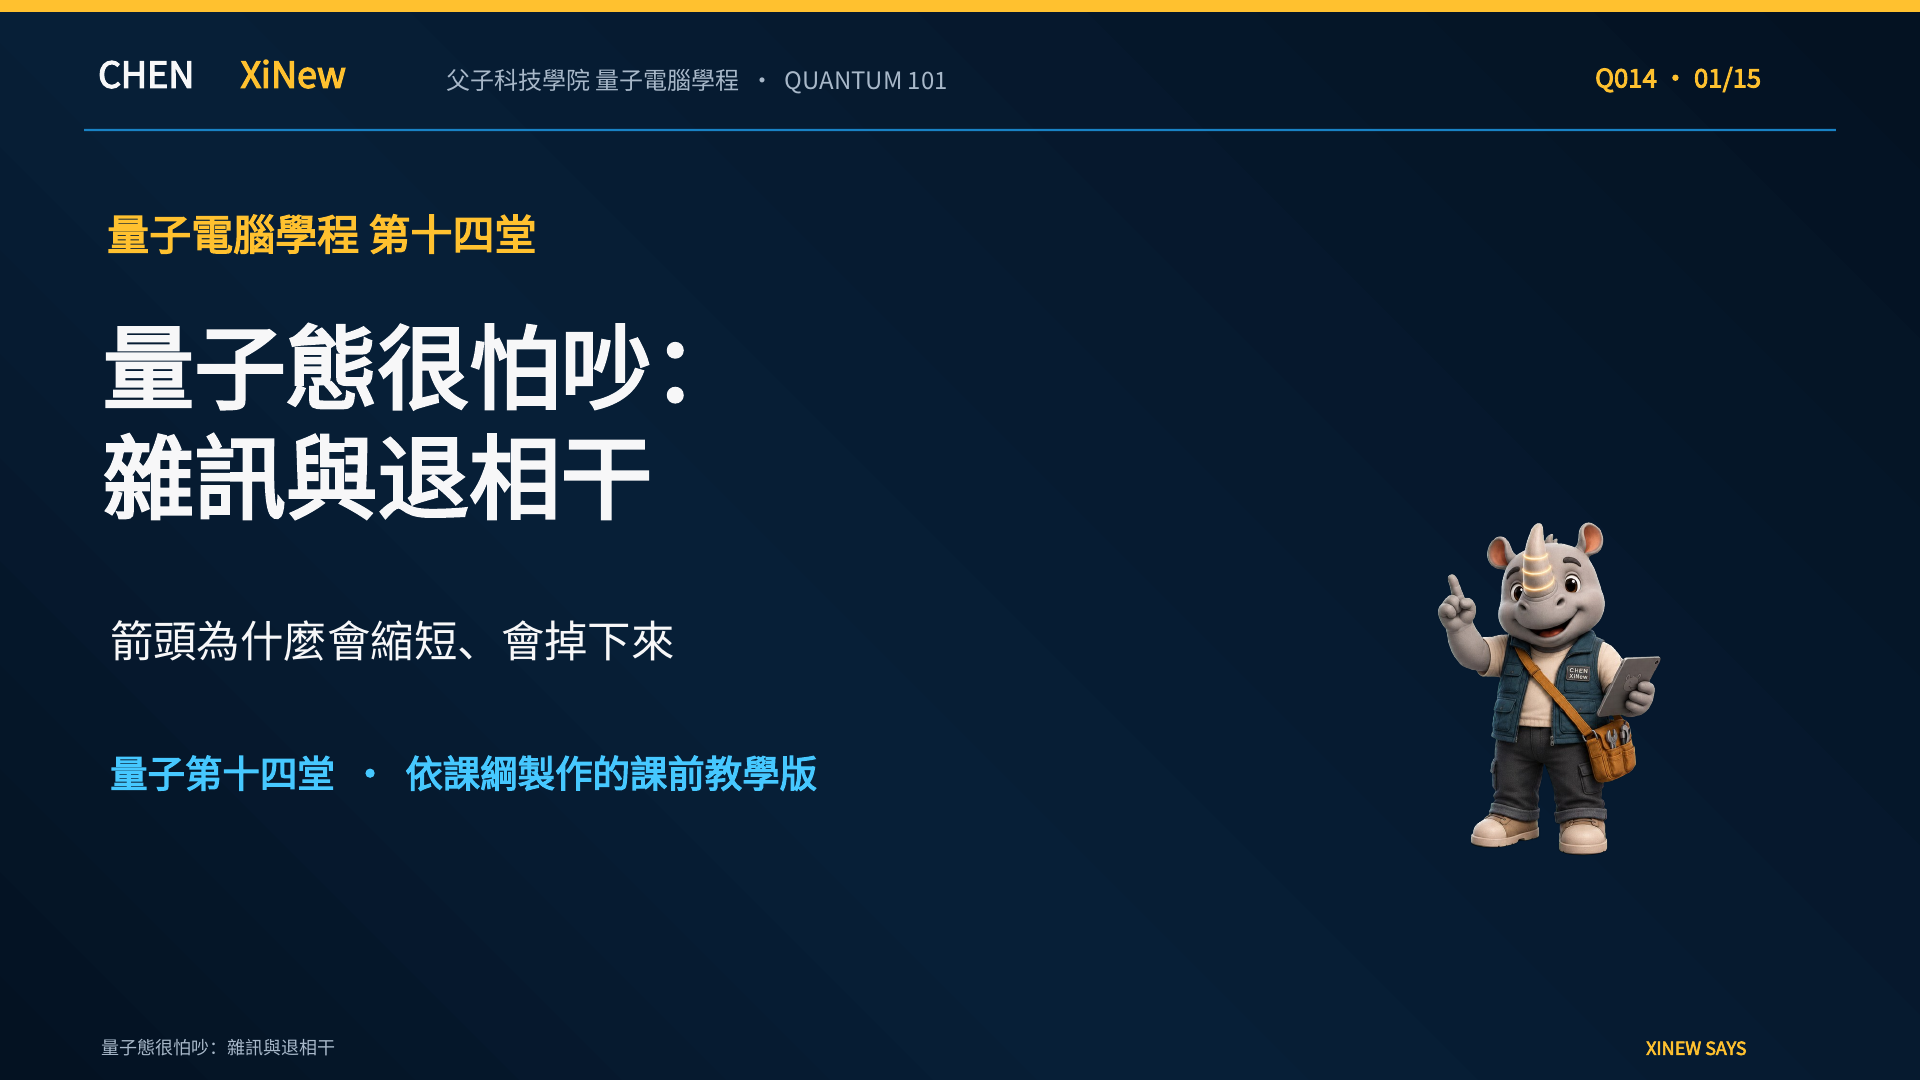 CHEN XiNew 父子科技學院 量子電腦學程 • QUANTUM 101 Q014 • 01/15
量子電腦學程 第十四堂
量子態很怕吵：
雜訊與退相干
箭頭為什麼會縮短、會掉下來
量子第十四堂 • 依課綱製作的課前教學版
CHEN
XiNew
量子態很怕吵：雜訊與退相干 XINEW SAYS